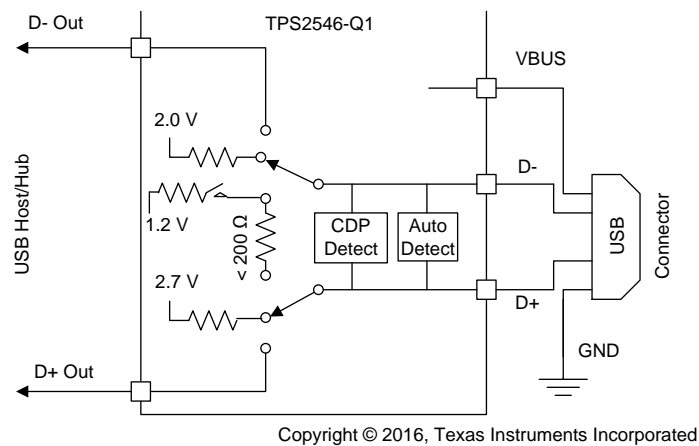 D- Out
TPS2546-Q1
VBUS
2.0 V
D-
1.2 V
< 200 Ω
CDP
Detect
Auto
Detect
USB Host/Hub
USB
Connector
2.7 V
D+
GND
D+ Out
Copyright © 2016, Texas Instruments Incorporated